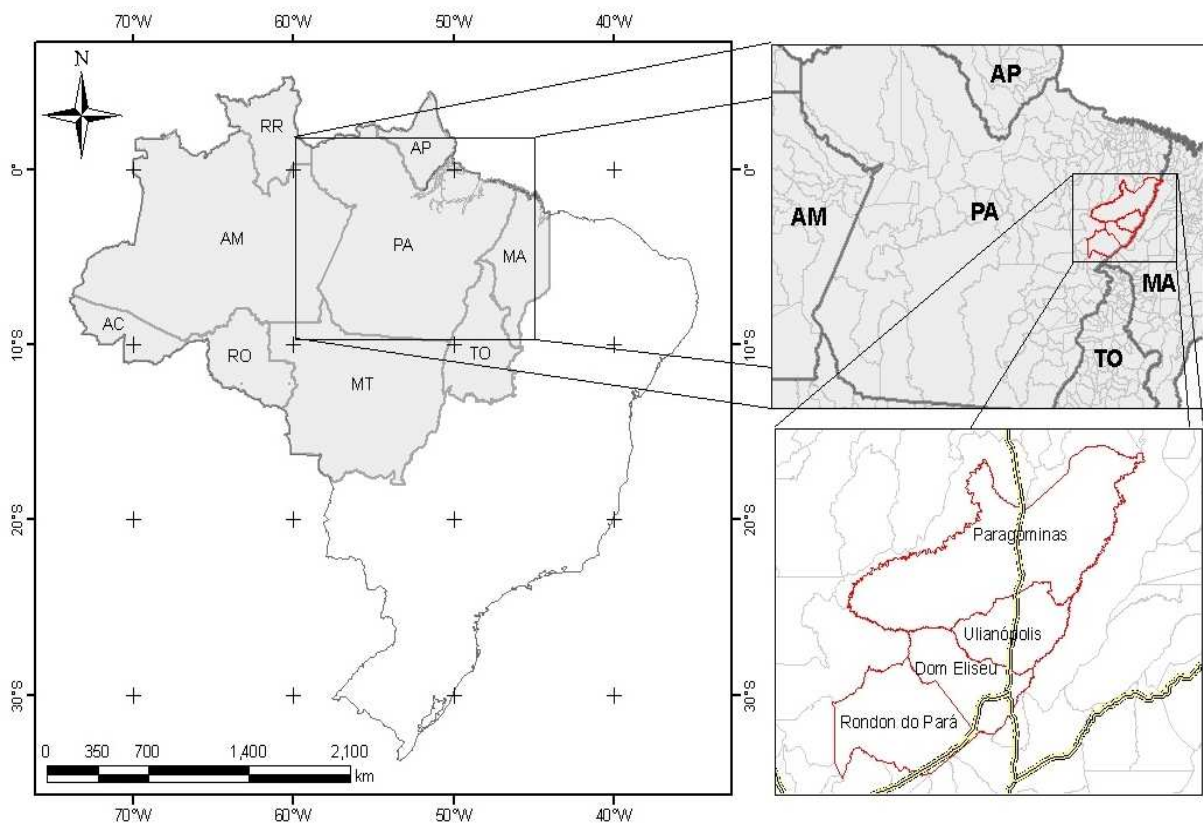 70°W 60°W 50°W 40°W
N
RR
AP
0°
0°
AM
PA
MA
AC
RO
TO
10°S
10°S
MT
20°S
20°S
30°S
30°S
0 350 700 1,400 2,100
km
70°W 60°W 50°W 40°W
AP
AM
PA
MA
TO
Paragominas
Ulianópolis
Dom Eliseu
Rondon do Pará